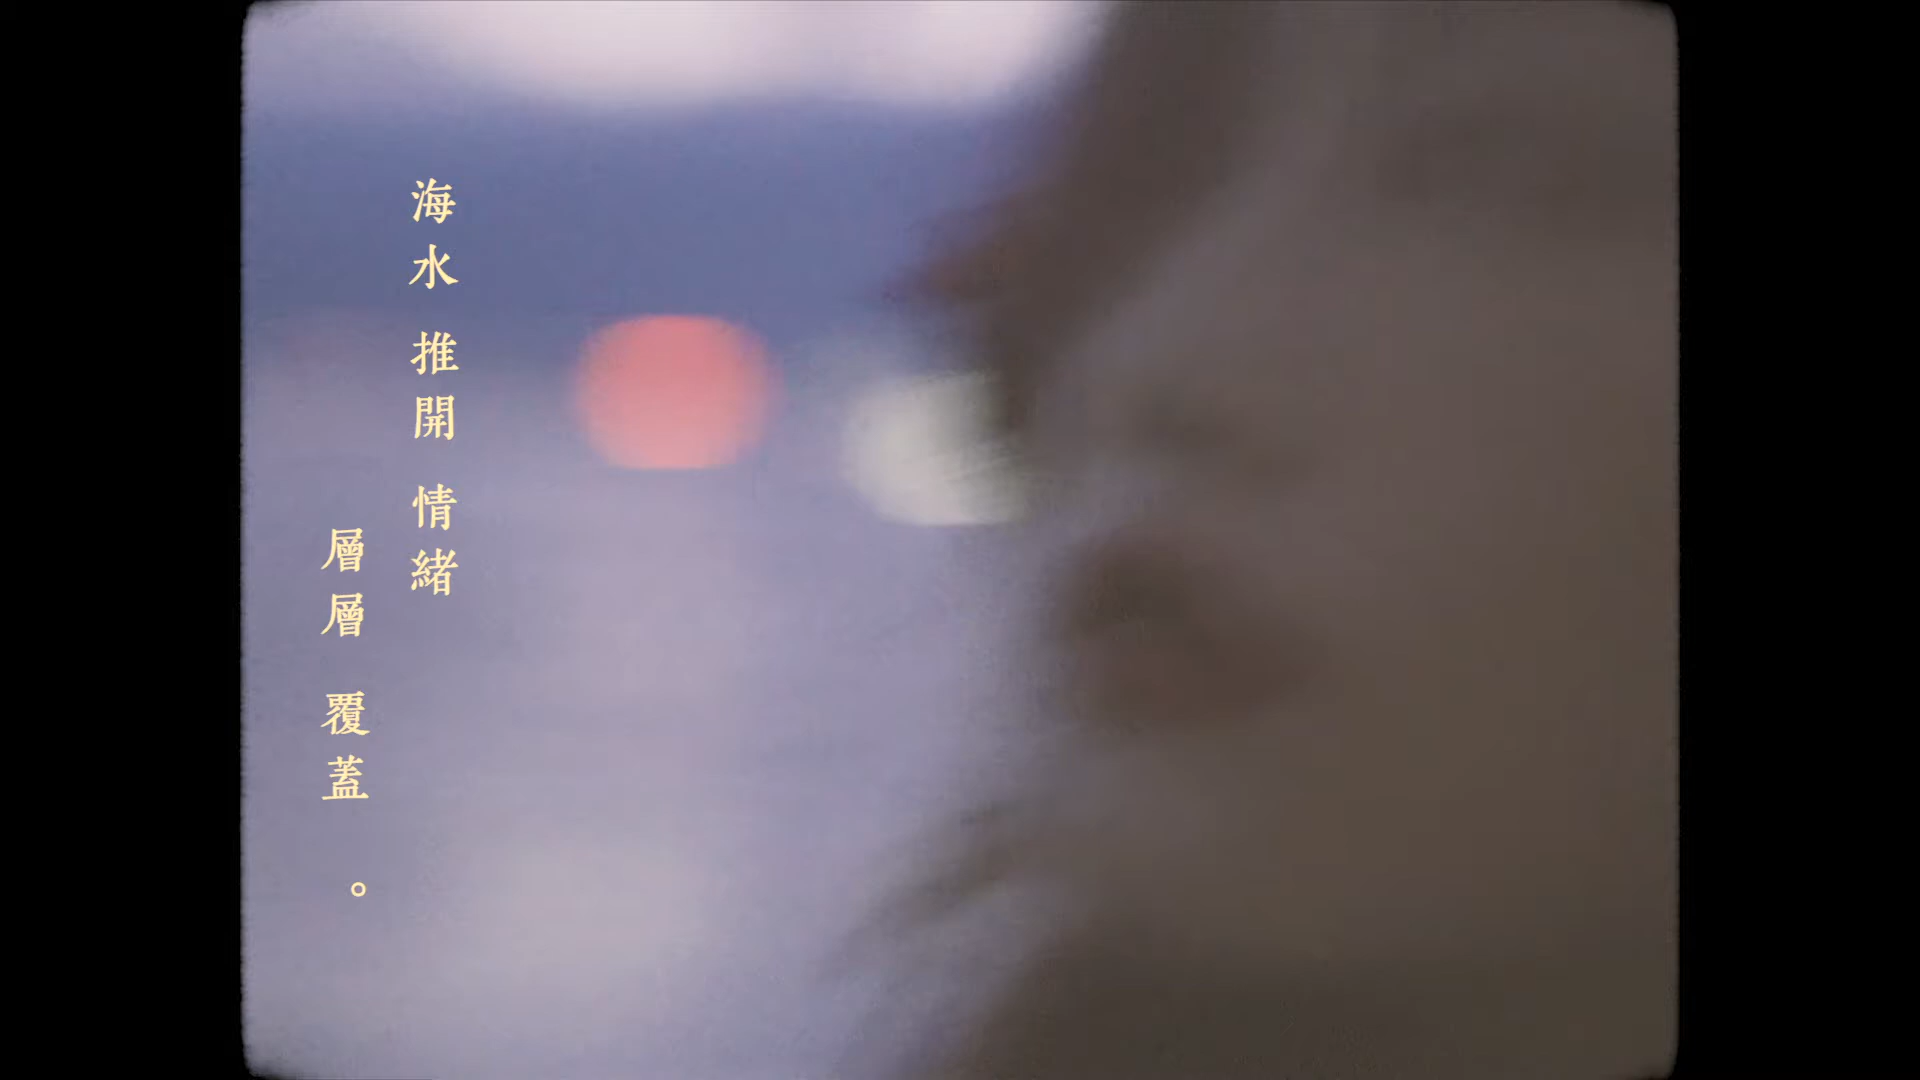 海水 推開 情緒
層層 覆蓋 。